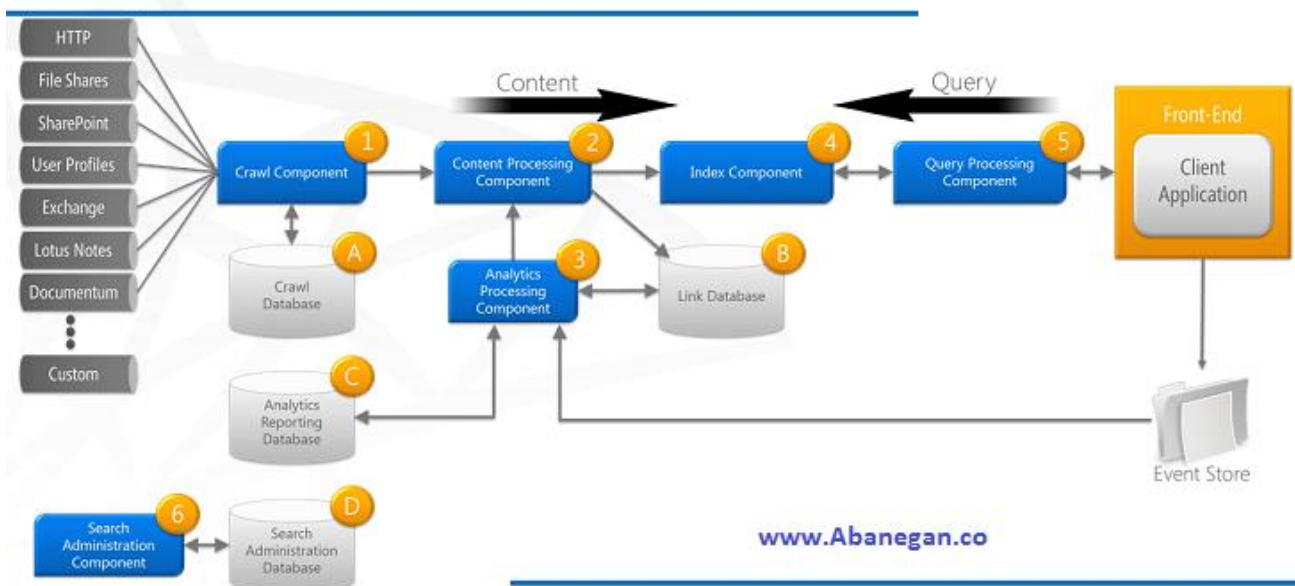 HTTP
File Shares
SharePoint
User Profiles
Exchange
Lotus Notes
Documentum
Custom
Content
Query
1
Crawl Component
2
Content Processing
Component
4
Index Component
5
Query Processing
Component
Front-End
Client
Application
A
Crawl
Database
3
Analytics
Processing
Component
B
Link Database
C
Analytics
Reporting
Database
Event Store
6
Search
Administration
Component
D
Search
Administration
Database
www.Abanegan.co